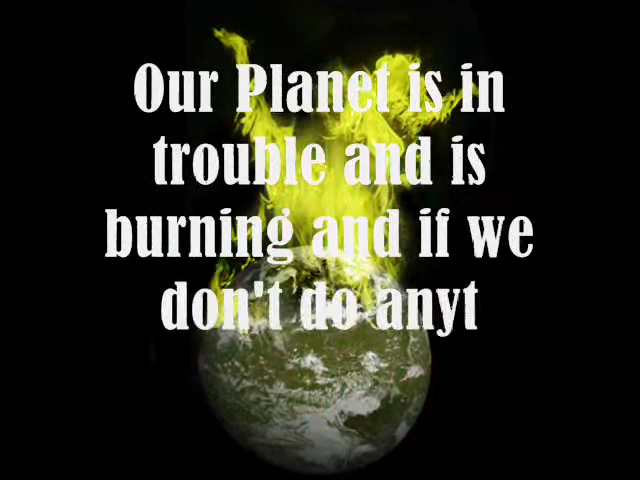 Our Planet is in
trouble and is
burning and if we
don't do anyt